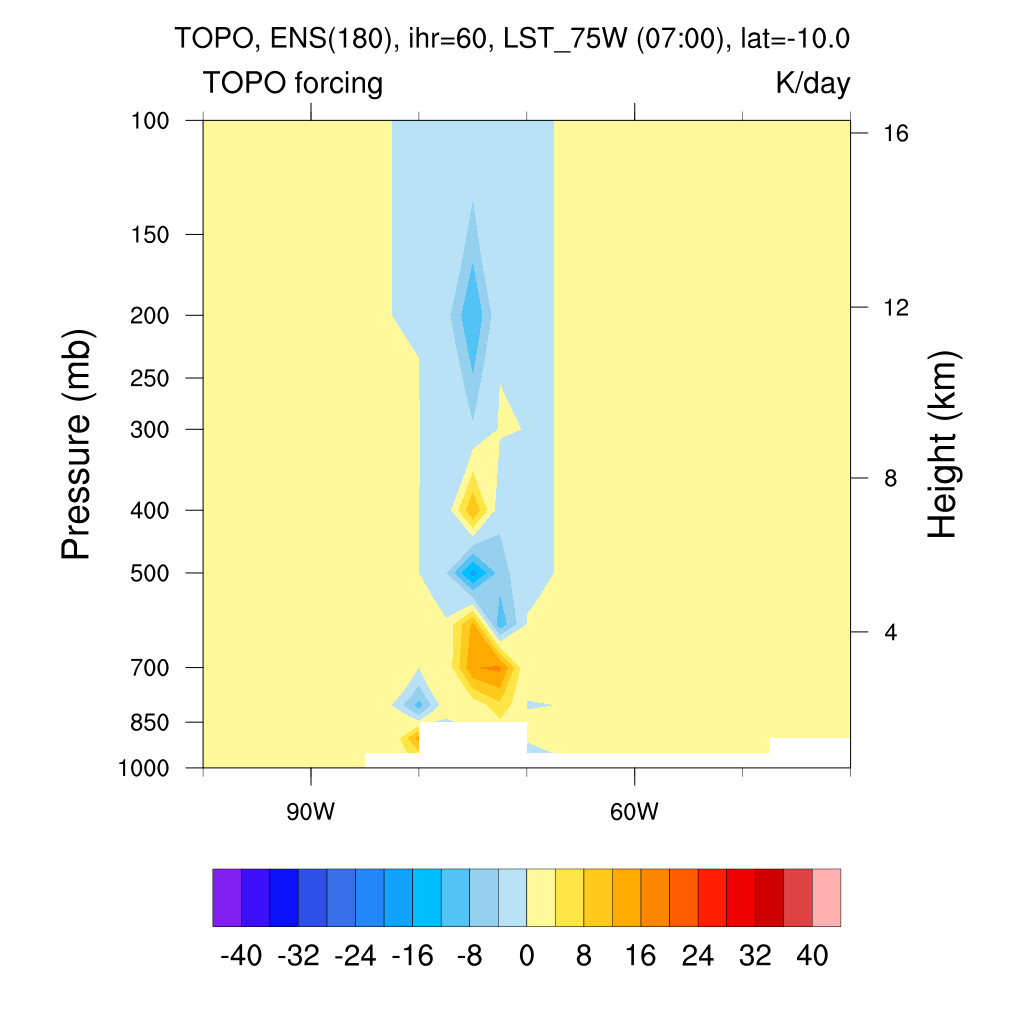 TOPO, ENS(180), ihr=60, LST_75W (07:00), lat=-10.0
TOPO forcing K/day
100
150
200
250
300
400
500
700
850
1000
Pressure (mb)
16
12
8
4
Height (km)
90W 60W
-40 -32 -24 -16 -8 0 8 16 24 32 40